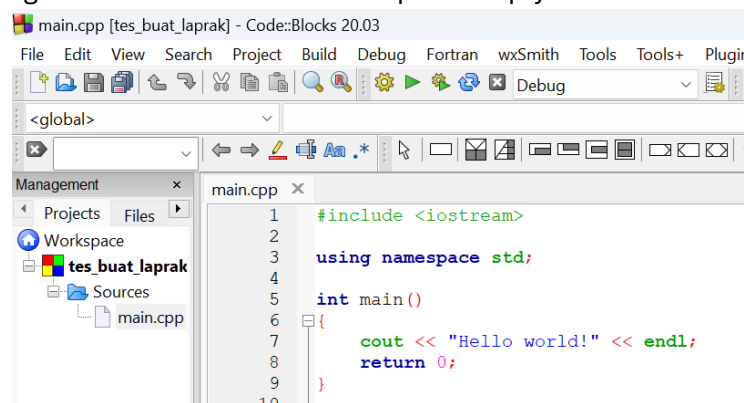 main.cpp [tes_buat_laprak] - Code::Blocks 20.03
File Edit View Search Project Build Debug Fortran wxSmith Tools Tools+
Debug
<global>
Aa .*
Management ×
main.cpp ×
Projects Files
Workspace
tes_buat_laprak
Sources
main.cpp
1 #include <iostream>
2
3 using namespace std;
4
5 int main()
6 {
7 cout << "Hello world!" << endl;
8 return 0;
9 }
10